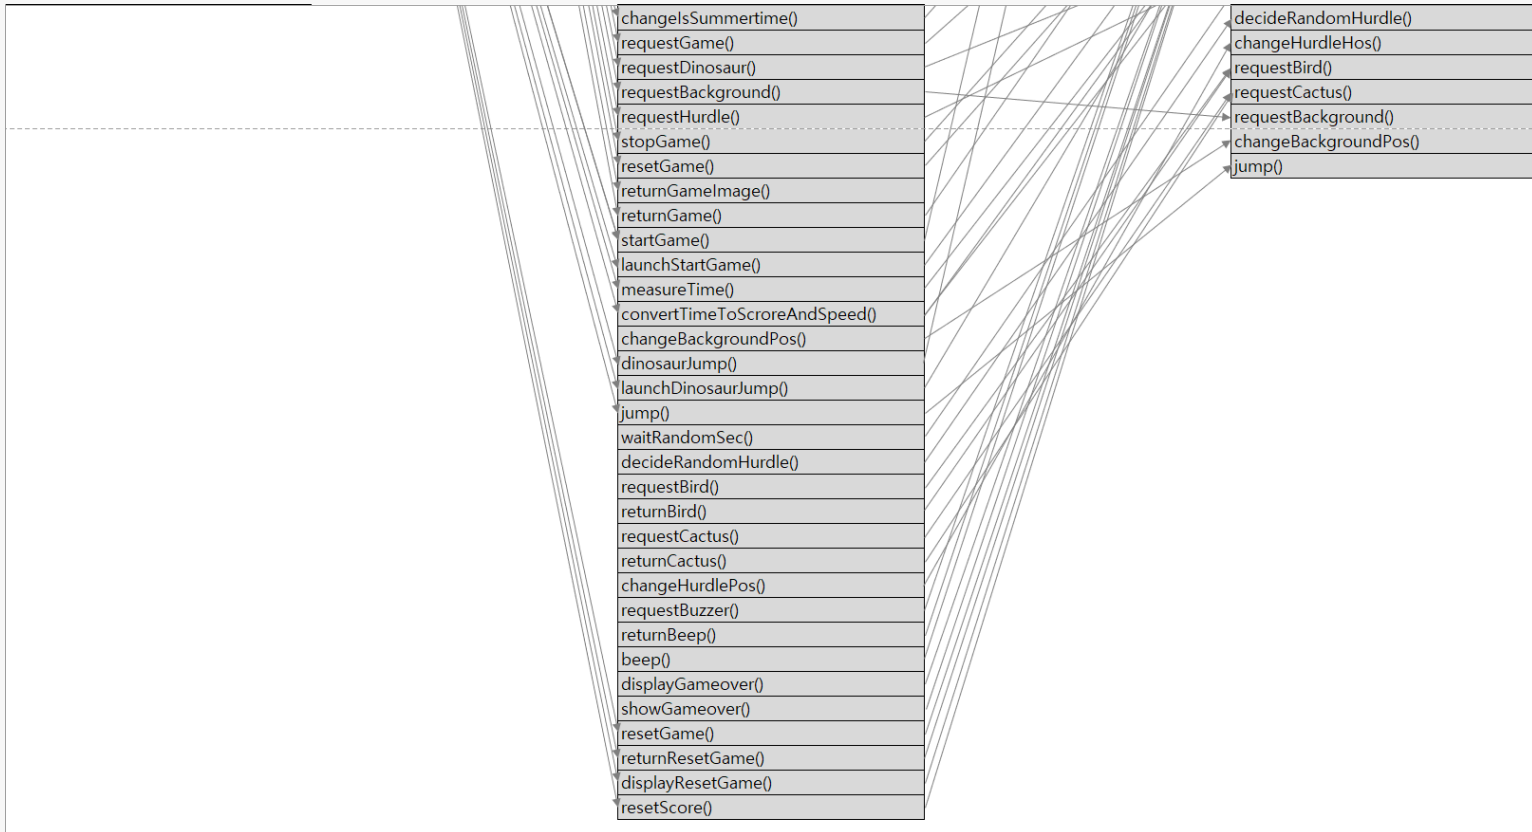 changeIsSummertime()
requestGame()
requestDinosaur()
requestBackground()
requestHurdle()
stopGame()
resetGame()
returnGameImage()
returnGame()
startGame()
launchStartGame()
measureTime()
convertTimeToScroreAndSpeed()
changeBackgroundPos()
dinosaurJump()
launchDinosaurJump()
jump()
waitRandomSec()
decideRandomHurdle()
requestBird()
returnBird()
requestCactus()
returnCactus()
changeHurdlePos()
requestBuzzer()
returnBeep()
beep()
displayGameover()
showGameover()
resetGame()
returnResetGame()
displayResetGame()
resetScore()
decideRandomHurdle()
changeHurdleHos()
requestBird()
requestCactus()
requestBackground()
changeBackgroundPos()
jump()